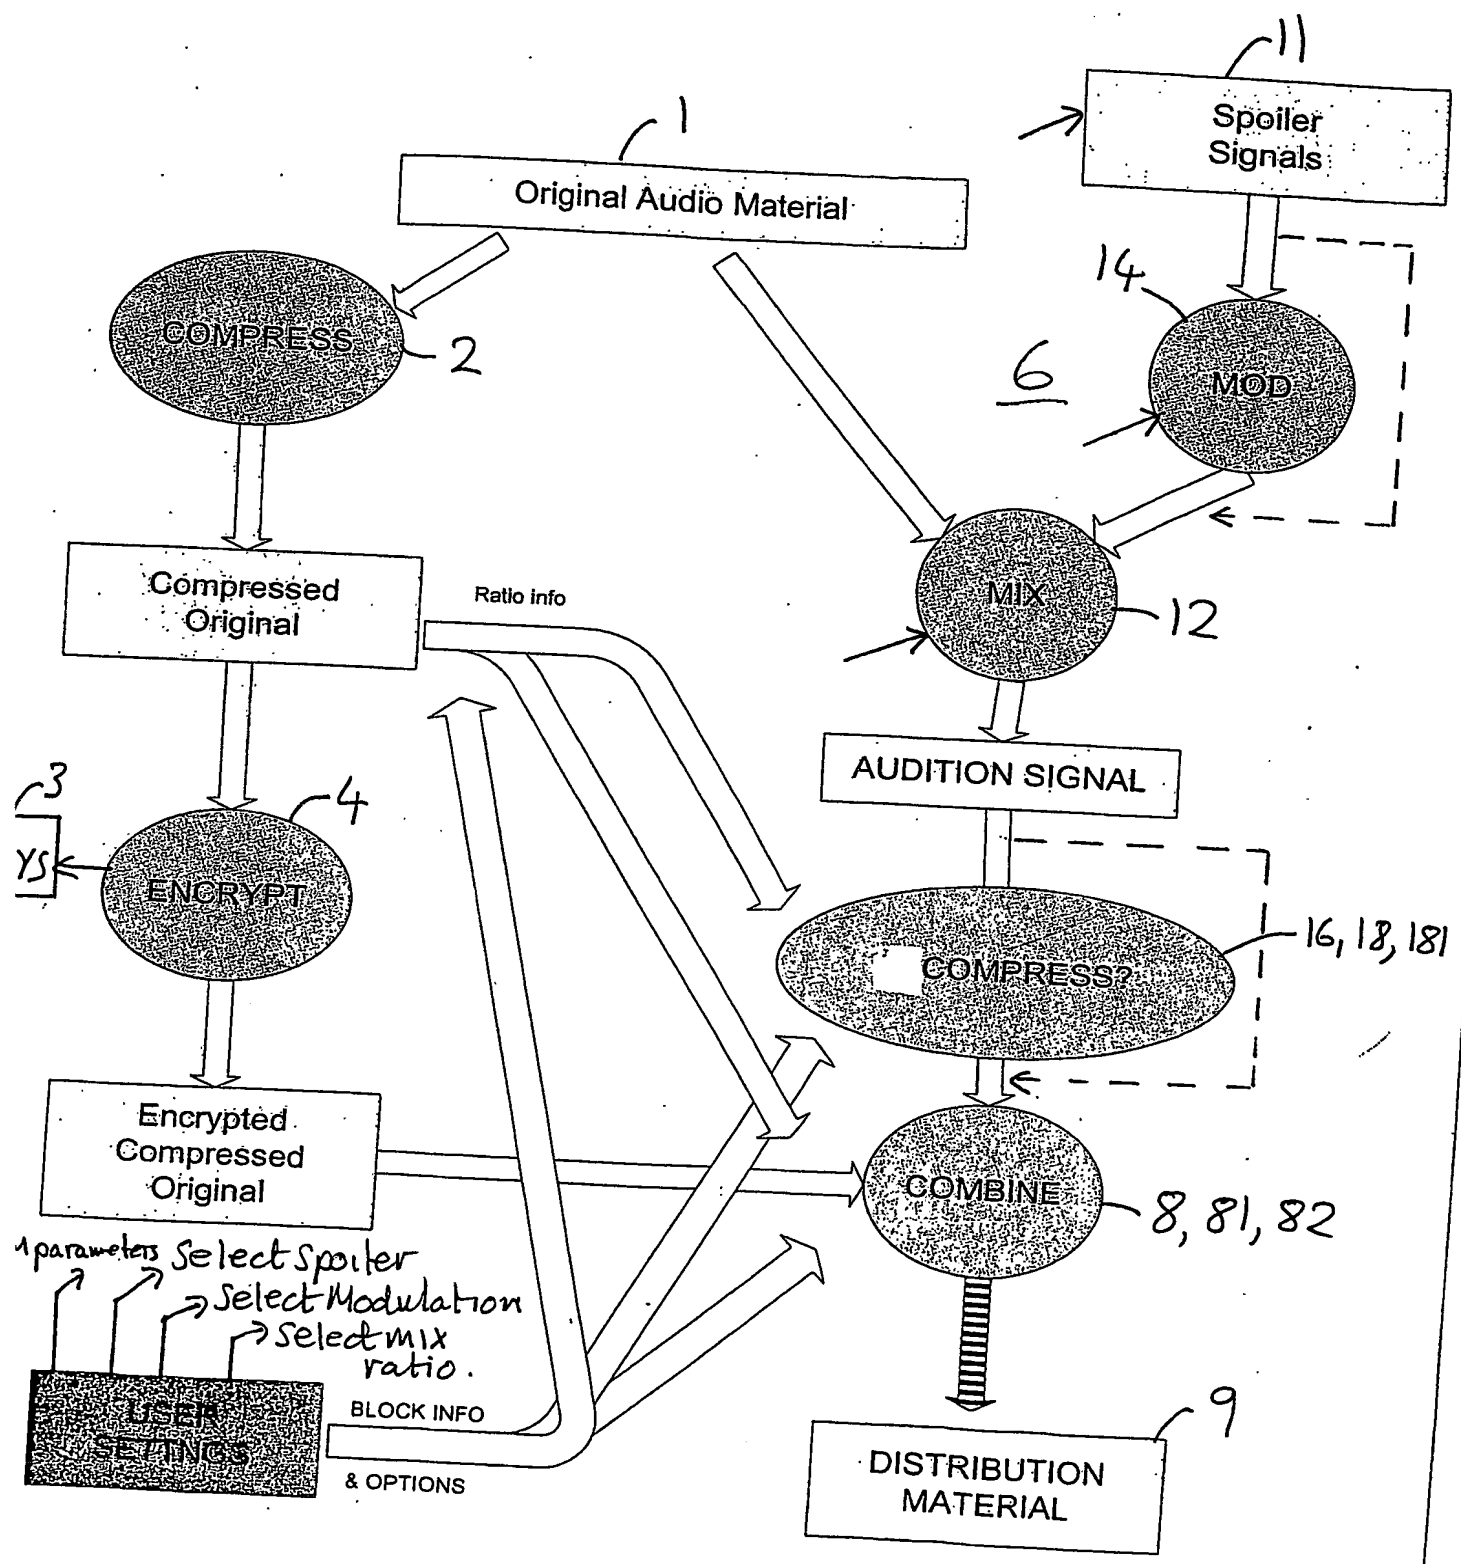 11
Spoiler
Signals
1
Original Audio Material
14
COMPRESS
2
6
MOD
Compressed
Original
Ratio info
MIX
12
AUDITION SIGNAL
3
4
YS
ENCRYPT
16, 18, 181
COMPRESS?
Encrypted
Compressed
Original
COMBINE
8, 81, 82
parameters
Select Spoiler
Select Modulation
Select mix
ratio.
USER
SETTINGS
BLOCK INFO
& OPTIONS
9
DISTRIBUTION
MATERIAL